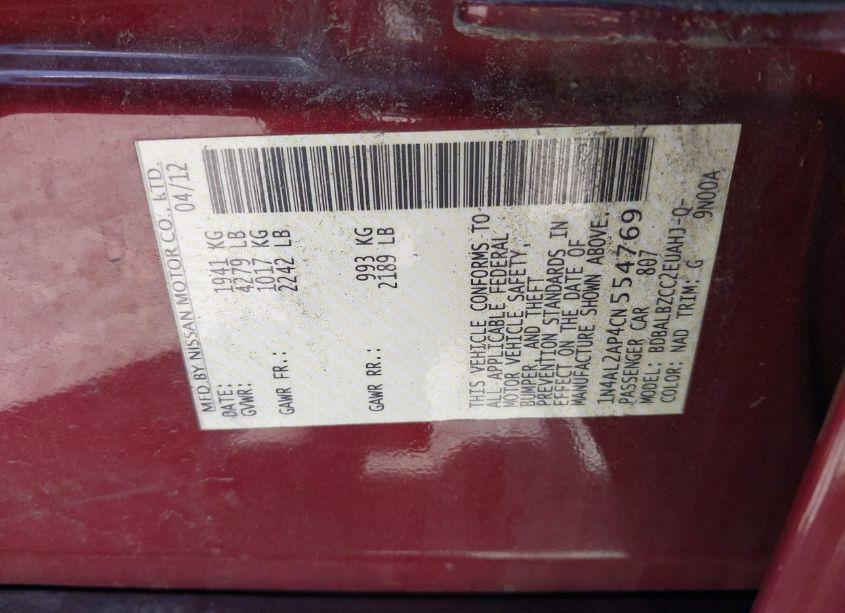 MFD BY NISSAN MOTOR CO., LTD.
DATE: 04/12
GVWR: 1941 KG
4279 LB
GAWR FR.: 1017 KG
2242 LB
GAWR RR.: 993 KG
2189 LB
THIS VEHICLE CONFORMS TO
ALL APPLICABLE FEDERAL
MOTOR VEHICLE SAFETY,
BUMPER, AND THEFT
PREVENTION STANDARDS IN
EFFECT ON THE DATE OF
MANUFACTURE SHOWN ABOVE.
1N4AL2AP4CN554769
PASSENGER CAR 867
MODEL: BDBALBZCC2EUAHJ-Q-
COLOR: NAD TRIM: G 9N00A